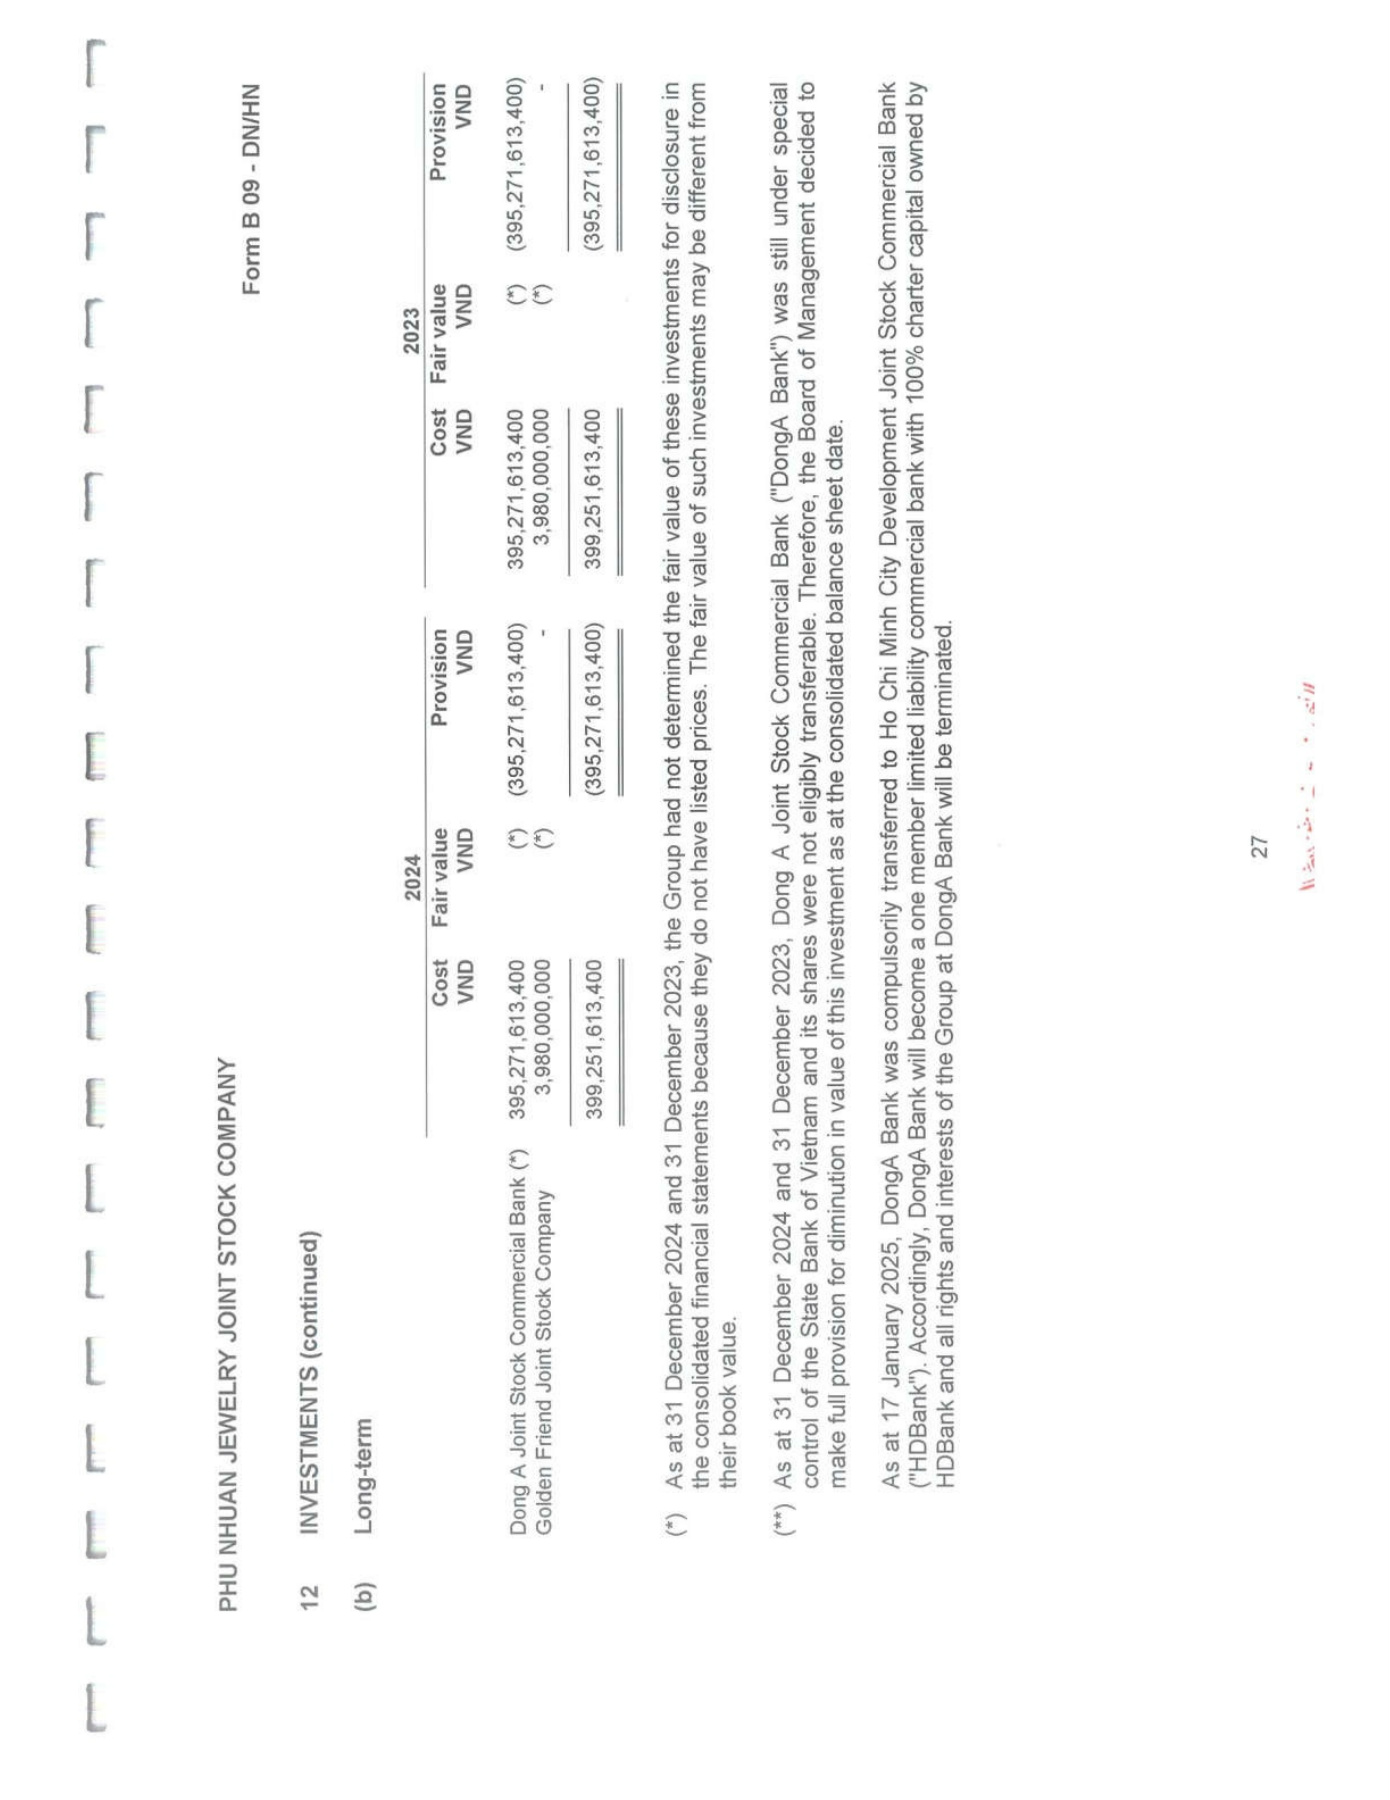 PHU NHUAN JEWELRY JOINT STOCK COMPANY
Form B 09 - DN/HN
12 INVESTMENTS (continued)
(b) Long-term
2024 2023
Cost Fair value Provision Cost Fair value Provision
VND VND VND VND VND VND
Dong A Joint Stock Commercial Bank (*) 395,271,613,400 (*) (395,271,613,400) 395,271,613,400 (*) (395,271,613,400)
Golden Friend Joint Stock Company 3,980,000,000 (*) - 3,980,000,000 (*) -
399,251,613,400 (395,271,613,400) 399,251,613,400 (395,271,613,400)
(*) As at 31 December 2024 and 31 December 2023, the Group had not determined the fair value of these investments for disclosure in
the consolidated financial statements because they do not have listed prices. The fair value of such investments may be different from
their book value.
(**) As at 31 December 2024 and 31 December 2023, Dong A Joint Stock Commercial Bank ("DongA Bank") was still under special
control of the State Bank of Vietnam and its shares were not eligibly transferable. Therefore, the Board of Management decided to
make full provision for diminution in value of this investment as at the consolidated balance sheet date.
As at 17 January 2025, DongA Bank was compulsorily transferred to Ho Chi Minh City Development Joint Stock Commercial Bank
("HDBank"). Accordingly, DongA Bank will become a one member limited liability commercial bank with 100% charter capital owned by
HDBank and all rights and interests of the Group at DongA Bank will be terminated.
27